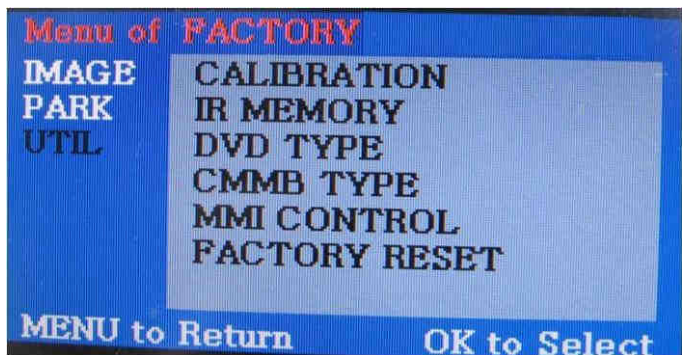 Menu of FACTORY
IMAGE
PARK
UTIL
CALIBRATION
IR MEMORY
DVD TYPE
CMMB TYPE
MMI CONTROL
FACTORY RESET
MENU to Return OK to Select